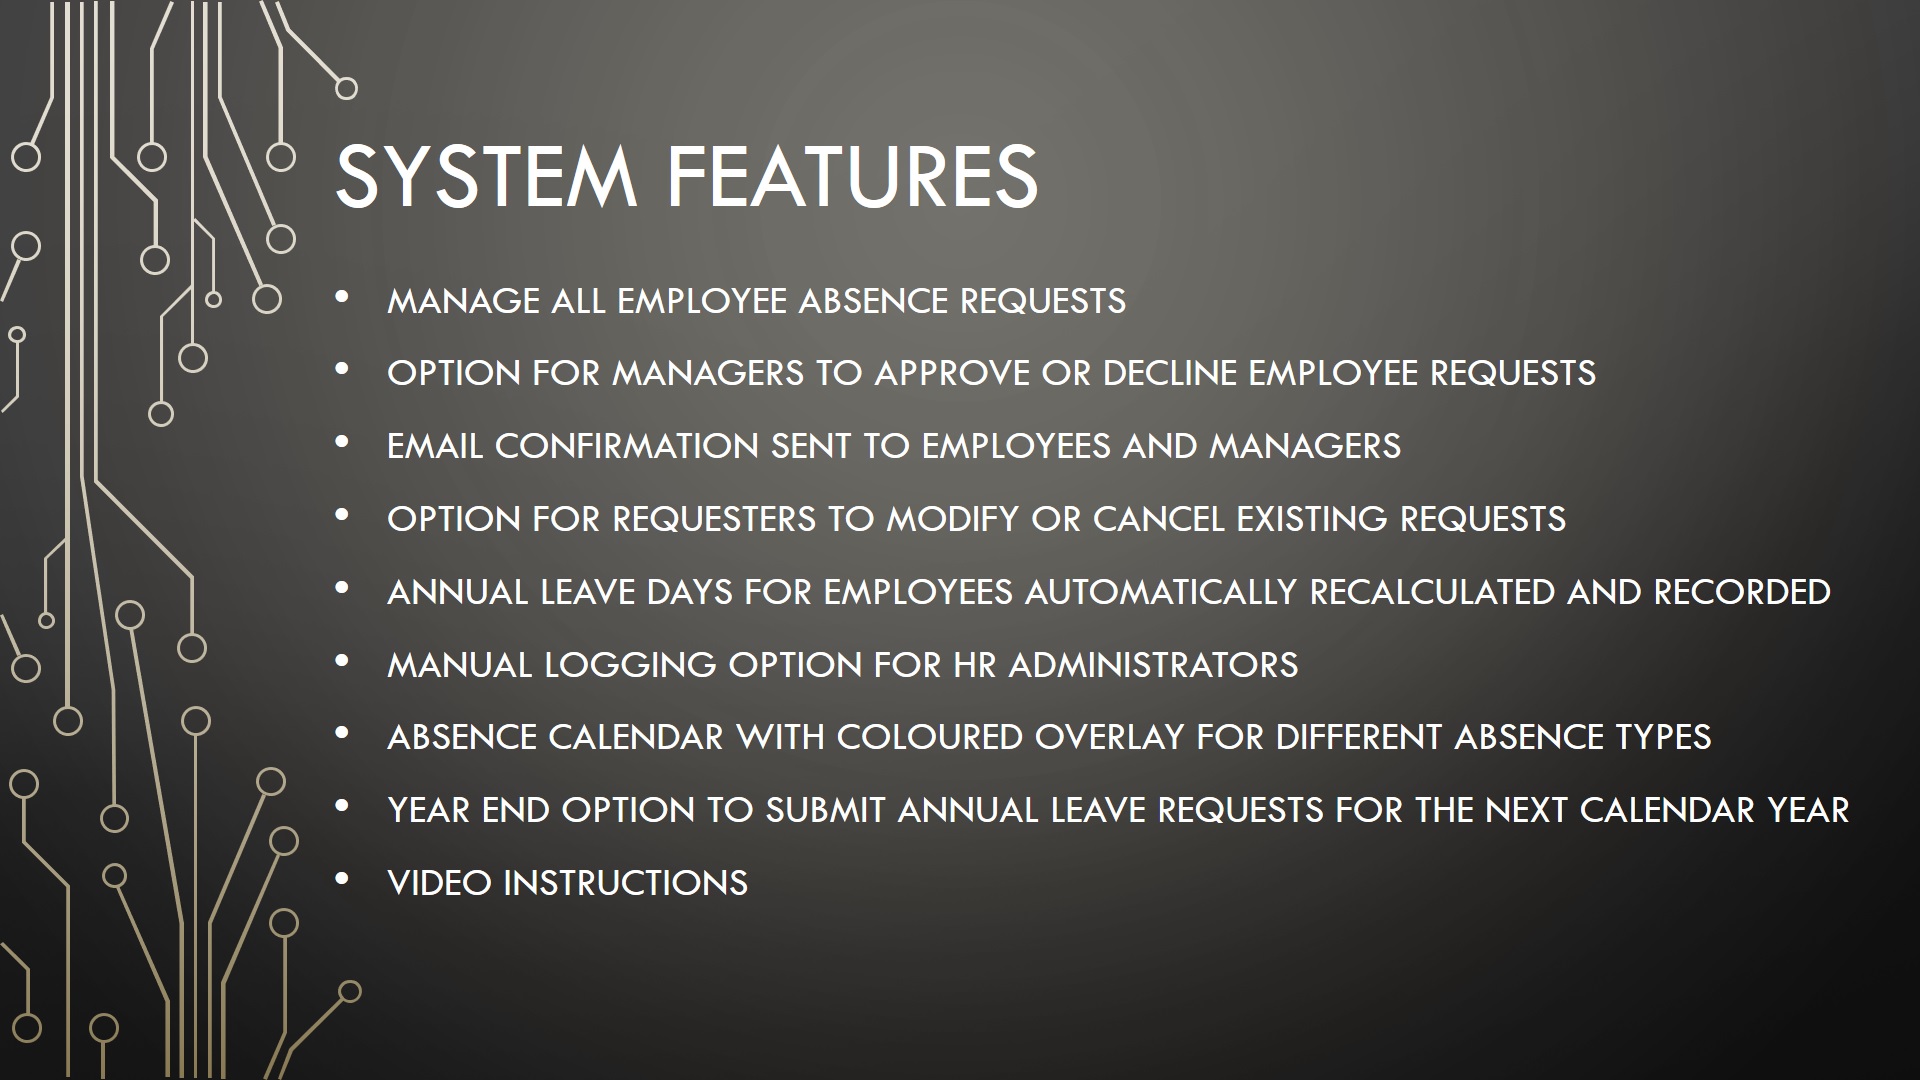 SYSTEM FEATURES
• MANAGE ALL EMPLOYEE ABSENCE REQUESTS
• OPTION FOR MANAGERS TO APPROVE OR DECLINE EMPLOYEE REQUESTS
• EMAIL CONFIRMATION SENT TO EMPLOYEES AND MANAGERS
• OPTION FOR REQUESTERS TO MODIFY OR CANCEL EXISTING REQUESTS
• ANNUAL LEAVE DAYS FOR EMPLOYEES AUTOMATICALLY RECALCULATED AND RECORDED
• MANUAL LOGGING OPTION FOR HR ADMINISTRATORS
• ABSENCE CALENDAR WITH COLOURED OVERLAY FOR DIFFERENT ABSENCE TYPES
• YEAR END OPTION TO SUBMIT ANNUAL LEAVE REQUESTS FOR THE NEXT CALENDAR YEAR
• VIDEO INSTRUCTIONS